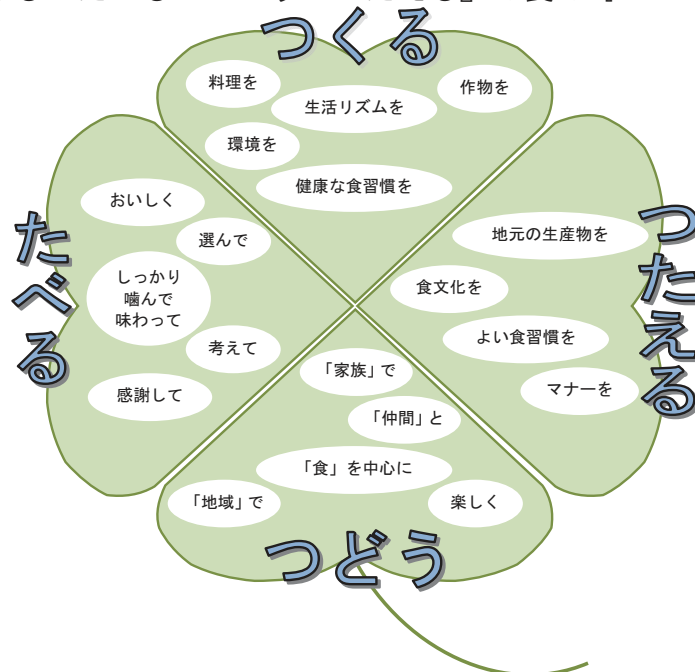 つくる
料理を
作物を
生活リズムを
環境を
健康な食習慣を
たべる
おいしく
選んで
しっかり
噛んで
味わって
考えて
感謝して
つたえる
地元の生産物を
食文化を
よい食習慣を
マナーを
「家族」で
「仲間」と
「食」を中心に
「地域」で
楽しく
つどう